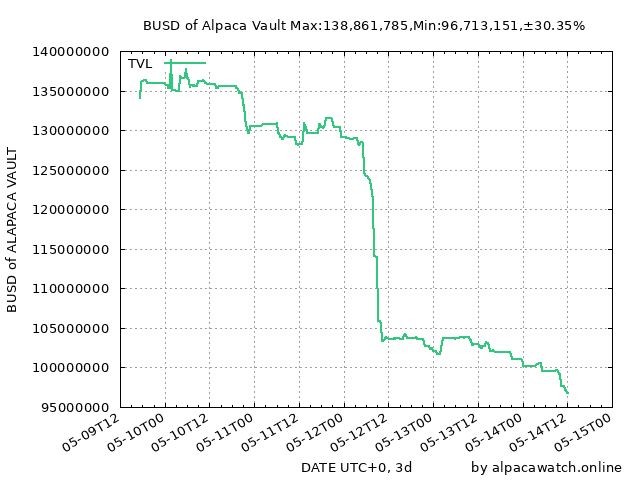 BUSD of Alpaca Vault Max:138,861,785,Min:96,713,151,±30.35%
TVL
BUSD of ALAPACA VAULT
140000000
135000000
130000000
125000000
120000000
115000000
110000000
105000000
100000000
95000000
05-09T12
05-10T00
05-10T12
05-11T00
05-11T12
05-12T00
05-12T12
05-13T00
05-13T12
05-14T00
05-14T12
05-15T00
DATE UTC+0, 3d
by alpacawatch.online